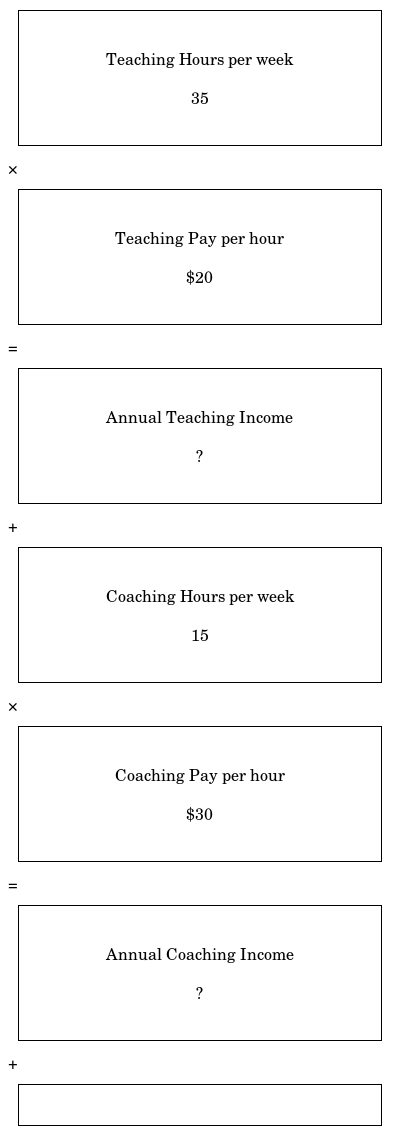 Teaching Hours per week
35
×
Teaching Pay per hour
$20
=
Annual Teaching Income
?
+
Coaching Hours per week
15
×
Coaching Pay per hour
$30
=
Annual Coaching Income
?
+